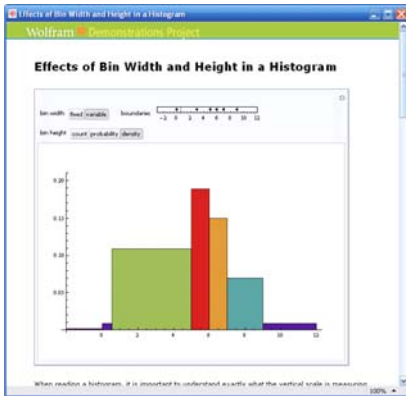 Effects of Bin Width and Height in a Histogram
Wolfram Demonstrations Project
Effects of Bin Width and Height in a Histogram
bin width fixed variable boundaries
-2 0 2 4 6 8 10 12
bin height count probability density
0.20
0.15
0.10
0.05
0 2 4 6 8 10 12
When reading a histogram, it is important to understand exactly what the vertical scale is measuring.
100%